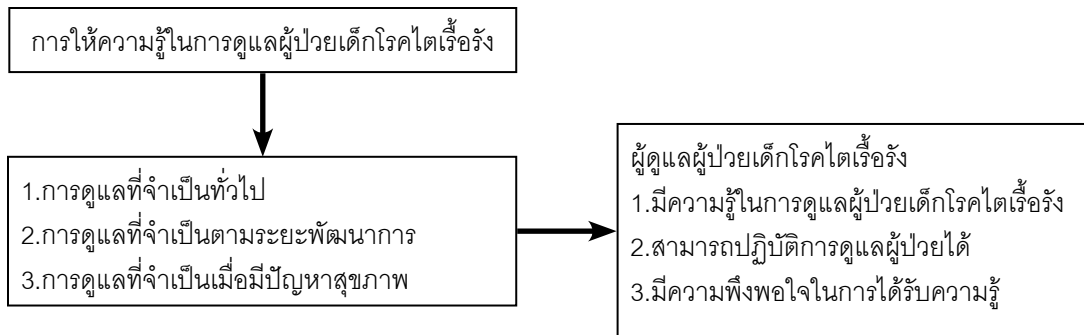 การให้ความรู้ในการดูแลผู้ป่วยเด็กโรคไตเรื้อรัง
1.การดูแลที่จำเป็นทั่วไป
2.การดูแลที่จำเป็นตามระยะพัฒนาการ
3.การดูแลที่จำเป็นเมื่อมีปัญหาสุขภาพ
ผู้ดูแลผู้ป่วยเด็กโรคไตเรื้อรัง
1.มีความรู้ในการดูแลผู้ป่วยเด็กโรคไตเรื้อรัง
2.สามารถปฏิบัติการดูแลผู้ป่วยได้
3.มีความพึงพอใจในการได้รับความรู้